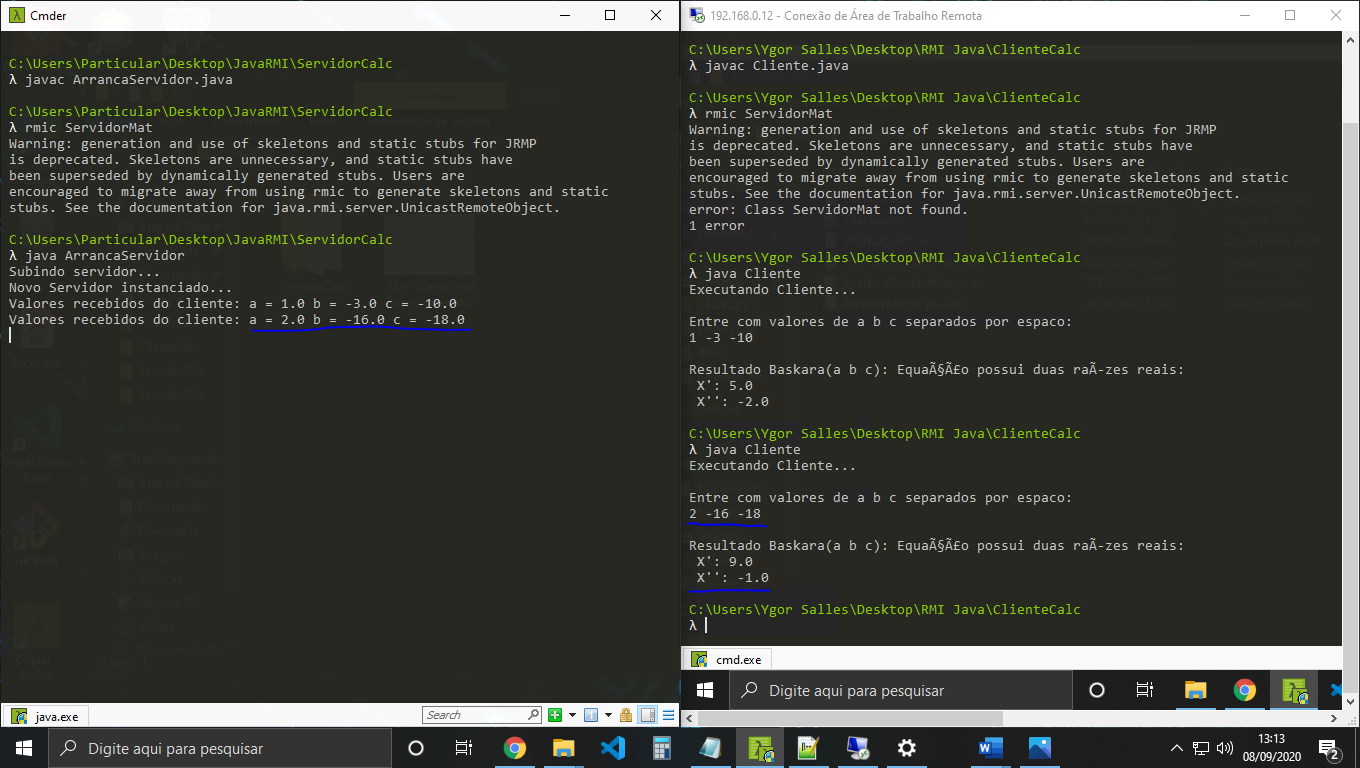 Cmder
C:\Users\Particular\Desktop\JavaRMI\ServidorCalc
λ javac ArrancaServidor.java
C:\Users\Particular\Desktop\JavaRMI\ServidorCalc
λ rmic ServidorMat
Warning: generation and use of skeletons and static stubs for JRMP
is deprecated. Skeletons are unnecessary, and static stubs have
been superseded by dynamically generated stubs. Users are
encouraged to migrate away from using rmic to generate skeletons and static
stubs. See the documentation for java.rmi.server.UnicastRemoteObject.
C:\Users\Particular\Desktop\JavaRMI\ServidorCalc
λ java ArrancaServidor
Subindo servidor...
Novo Servidor instanciado...
Valores recebidos do cliente: a = 1.0 b = -3.0 c = -10.0
Valores recebidos do cliente: a = 2.0 b = -16.0 c = -18.0
java.exe
Search
192.168.0.12 - Conexão de Área de Trabalho Remota
C:\Users\Ygor Salles\Desktop\RMI Java\ClienteCalc
λ javac Cliente.java
C:\Users\Ygor Salles\Desktop\RMI Java\ClienteCalc
λ rmic ServidorMat
Warning: generation and use of skeletons and static stubs for JRMP
is deprecated. Skeletons are unnecessary, and static stubs have
been superseded by dynamically generated stubs. Users are
encouraged to migrate away from using rmic to generate skeletons and static
stubs. See the documentation for java.rmi.server.UnicastRemoteObject.
error: Class ServidorMat not found.
1 error
C:\Users\Ygor Salles\Desktop\RMI Java\ClienteCalc
λ java Cliente
Executando Cliente...
Entre com valores de a b c separados por espaco:
1 -3 -10
Resultado Baskara(a b c): EquaÃ§Ã£o possui duas raÃ-zes reais:
X': 5.0
X'': -2.0
C:\Users\Ygor Salles\Desktop\RMI Java\ClienteCalc
λ java Cliente
Executando Cliente...
Entre com valores de a b c separados por espaco:
2 -16 -18
Resultado Baskara(a b c): EquaÃ§Ã£o possui duas raÃ-zes reais:
X': 9.0
X'': -1.0
C:\Users\Ygor Salles\Desktop\RMI Java\ClienteCalc
λ
cmd.exe
Digite aqui para pesquisar
Digite aqui para pesquisar
13:13
08/09/2020
2